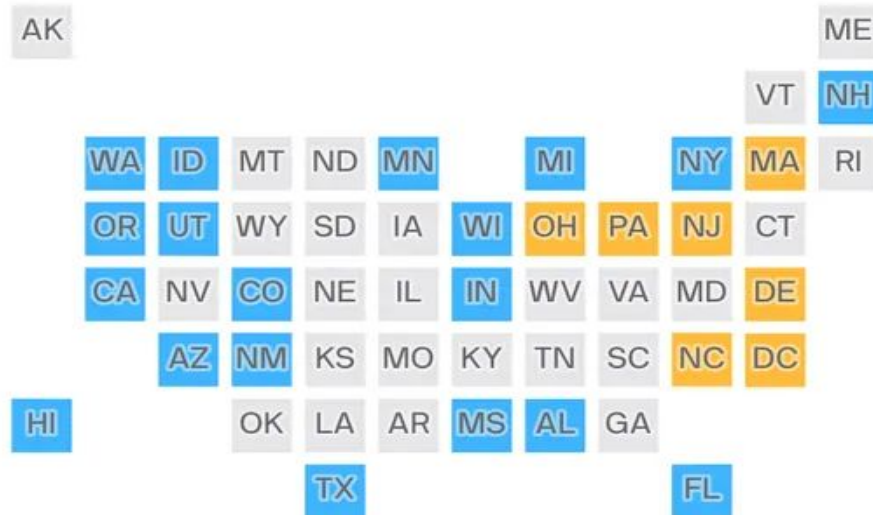 AK ME
VT NH
WA ID MT ND MN MI NY MA RI
OR UT WY SD IA WI OH PA NJ CT
CA NV CO NE IL IN WV VA MD DE
AZ NM KS MO KY TN SC NC DC
HI OK LA AR MS AL GA
TX FL